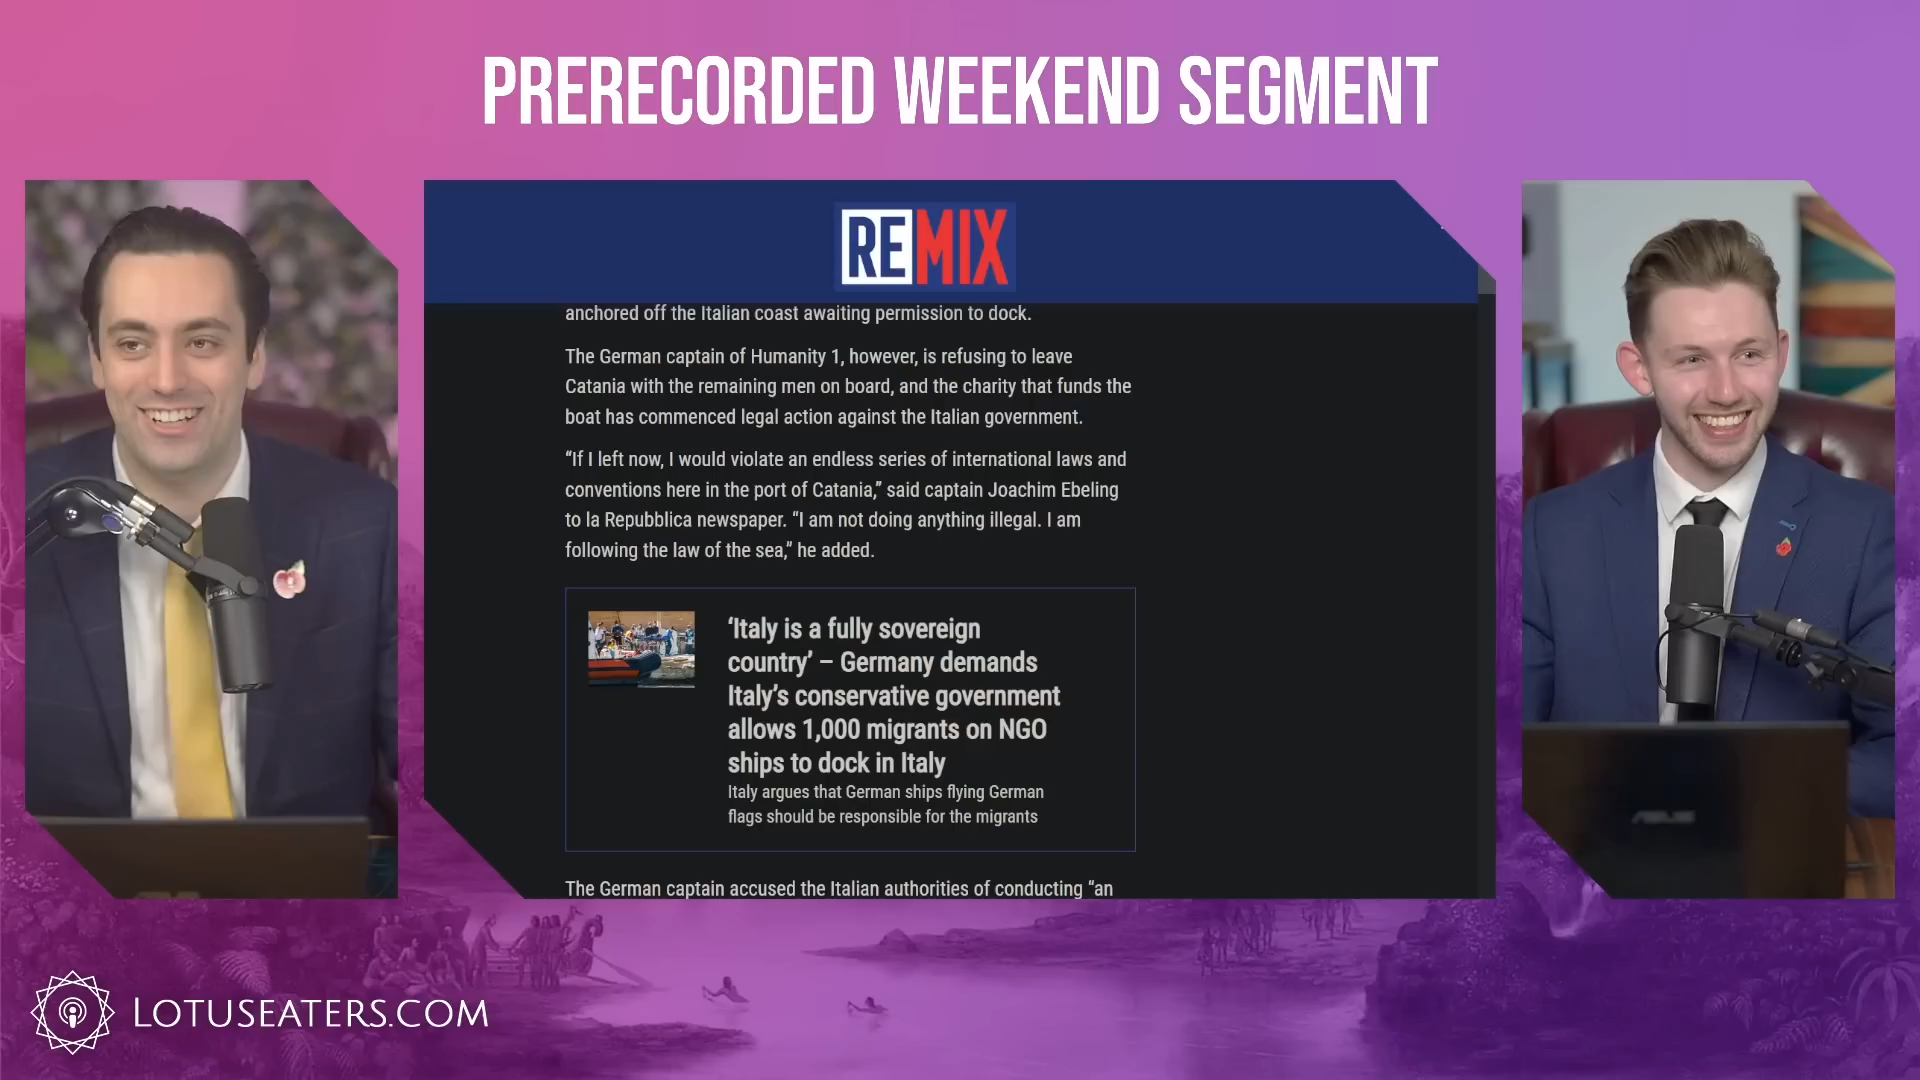 PRERECORDED WEEKEND SEGMENT
REMIX
anchored off the Italian coast awaiting permission to dock.
The German captain of Humanity 1, however, is refusing to leave
Catania with the remaining men on board, and the charity that funds the
boat has commenced legal action against the Italian government.
“If I left now, I would violate an endless series of international laws and
conventions here in the port of Catania,” said captain Joachim Ebeling
to la Repubblica newspaper. “I am not doing anything illegal. I am
following the law of the sea,” he added.
‘Italy is a fully sovereign
country’ – Germany demands
Italy’s conservative government
allows 1,000 migrants on NGO
ships to dock in Italy
Italy argues that German ships flying German
flags should be responsible for the migrants
The German captain accused the Italian authorities of conducting “an
ASUS
LOTUSEATERS.COM